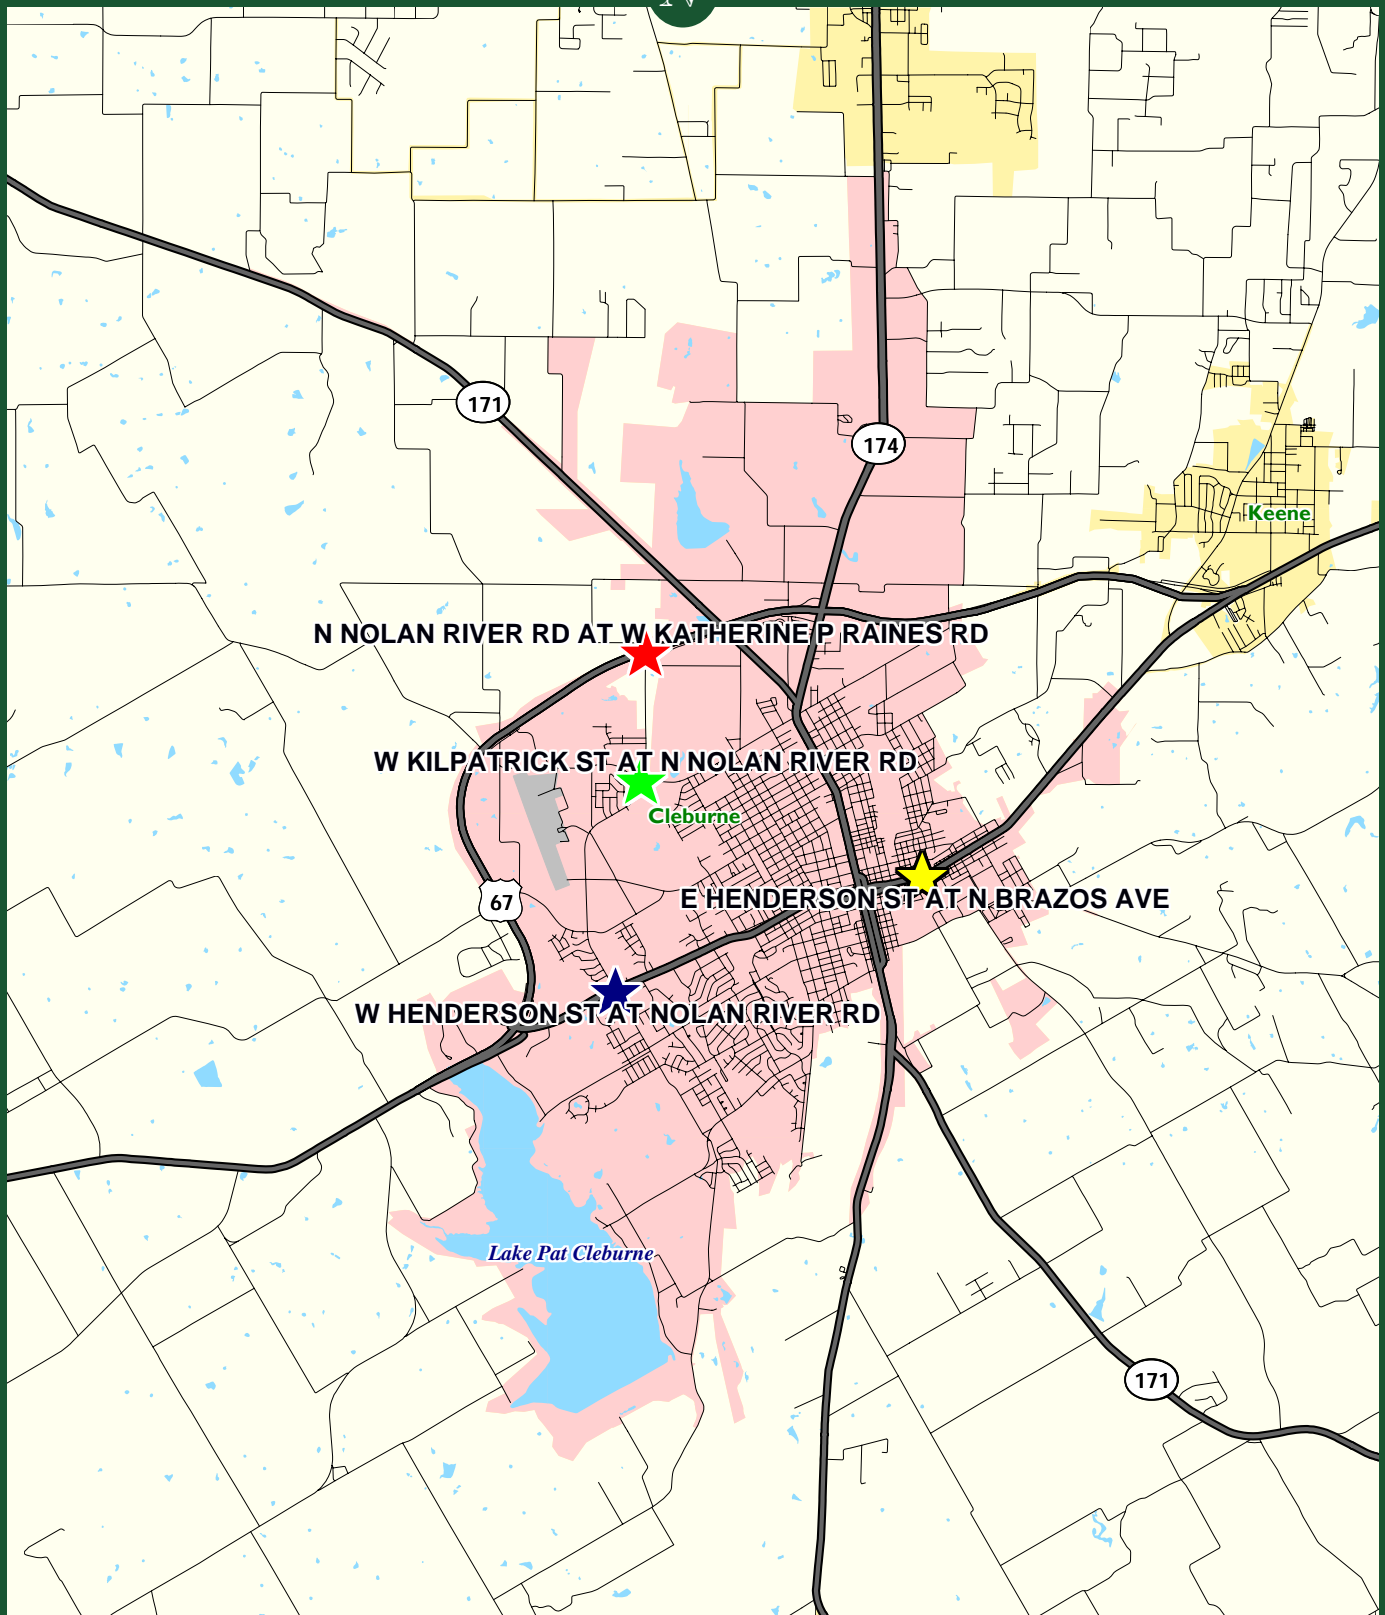 171
174
Keene
N NOLAN RIVER RD AT W KATHERINE P RAINES RD
W KILPATRICK ST AT N NOLAN RIVER RD
Cleburne
67
E HENDERSON ST AT N BRAZOS AVE
W HENDERSON ST AT NOLAN RIVER RD
Lake Pat Cleburne
171